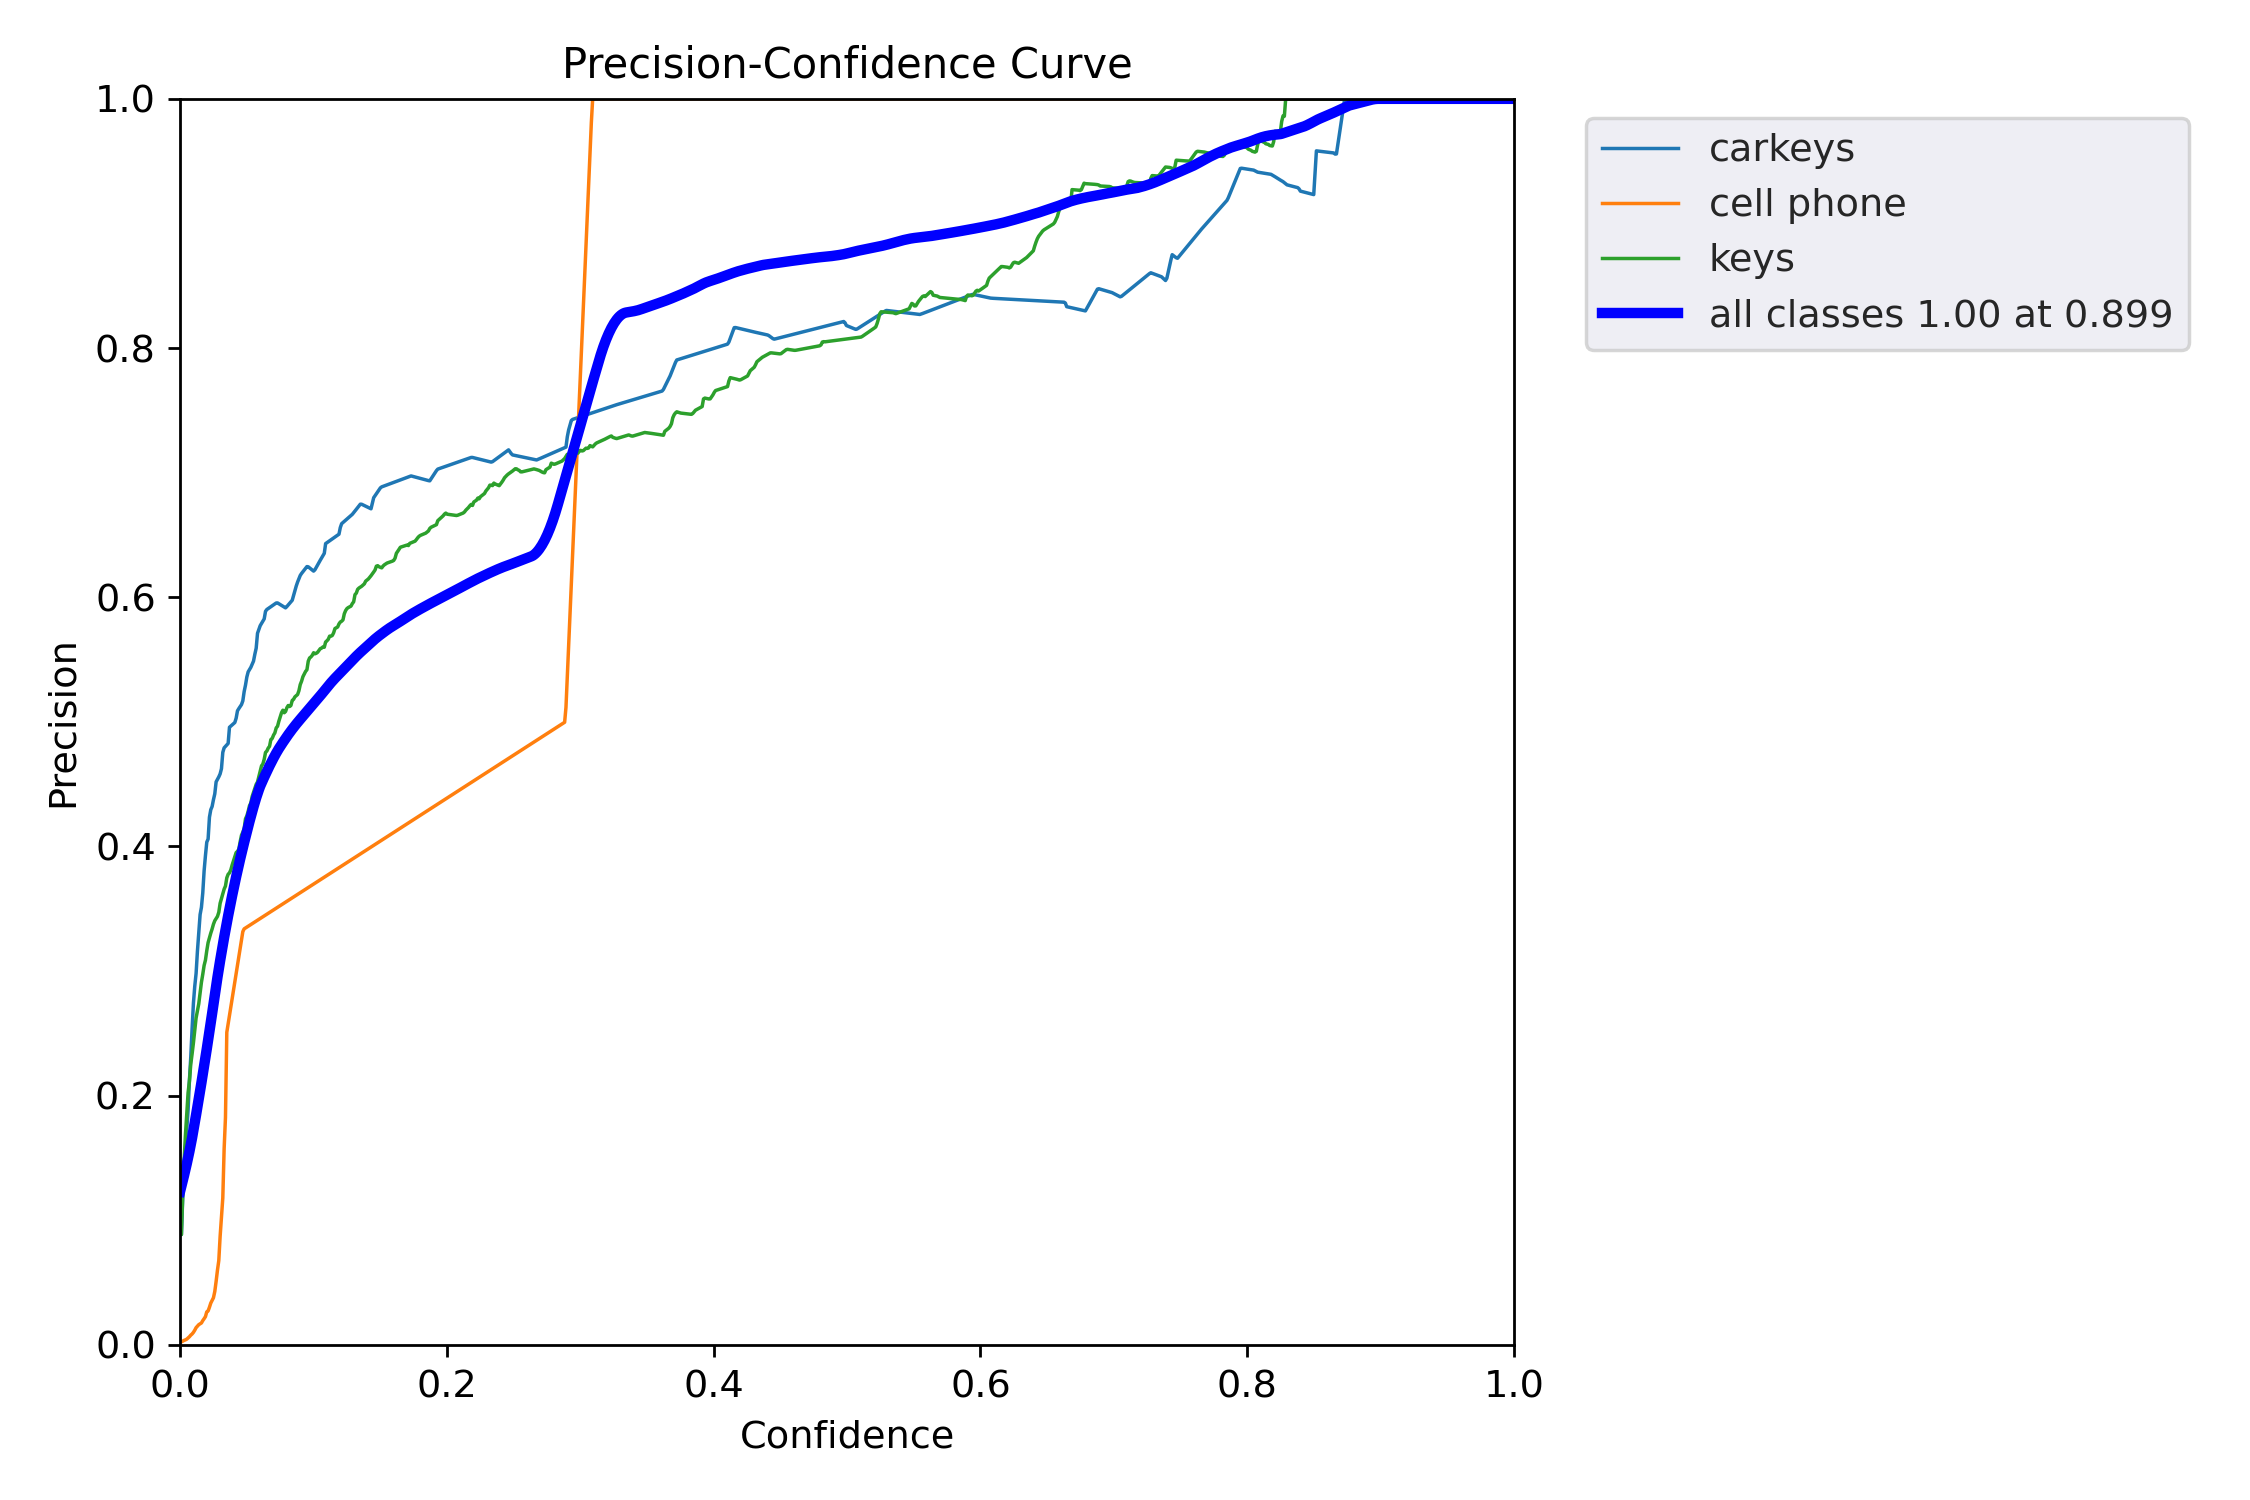 Precision-Confidence Curve
1.0
0.8
0.6
0.4
0.2
0.0
Precision
0.0 0.2 0.4 0.6 0.8 1.0
Confidence
carkeys
cell phone
keys
all classes 1.00 at 0.899